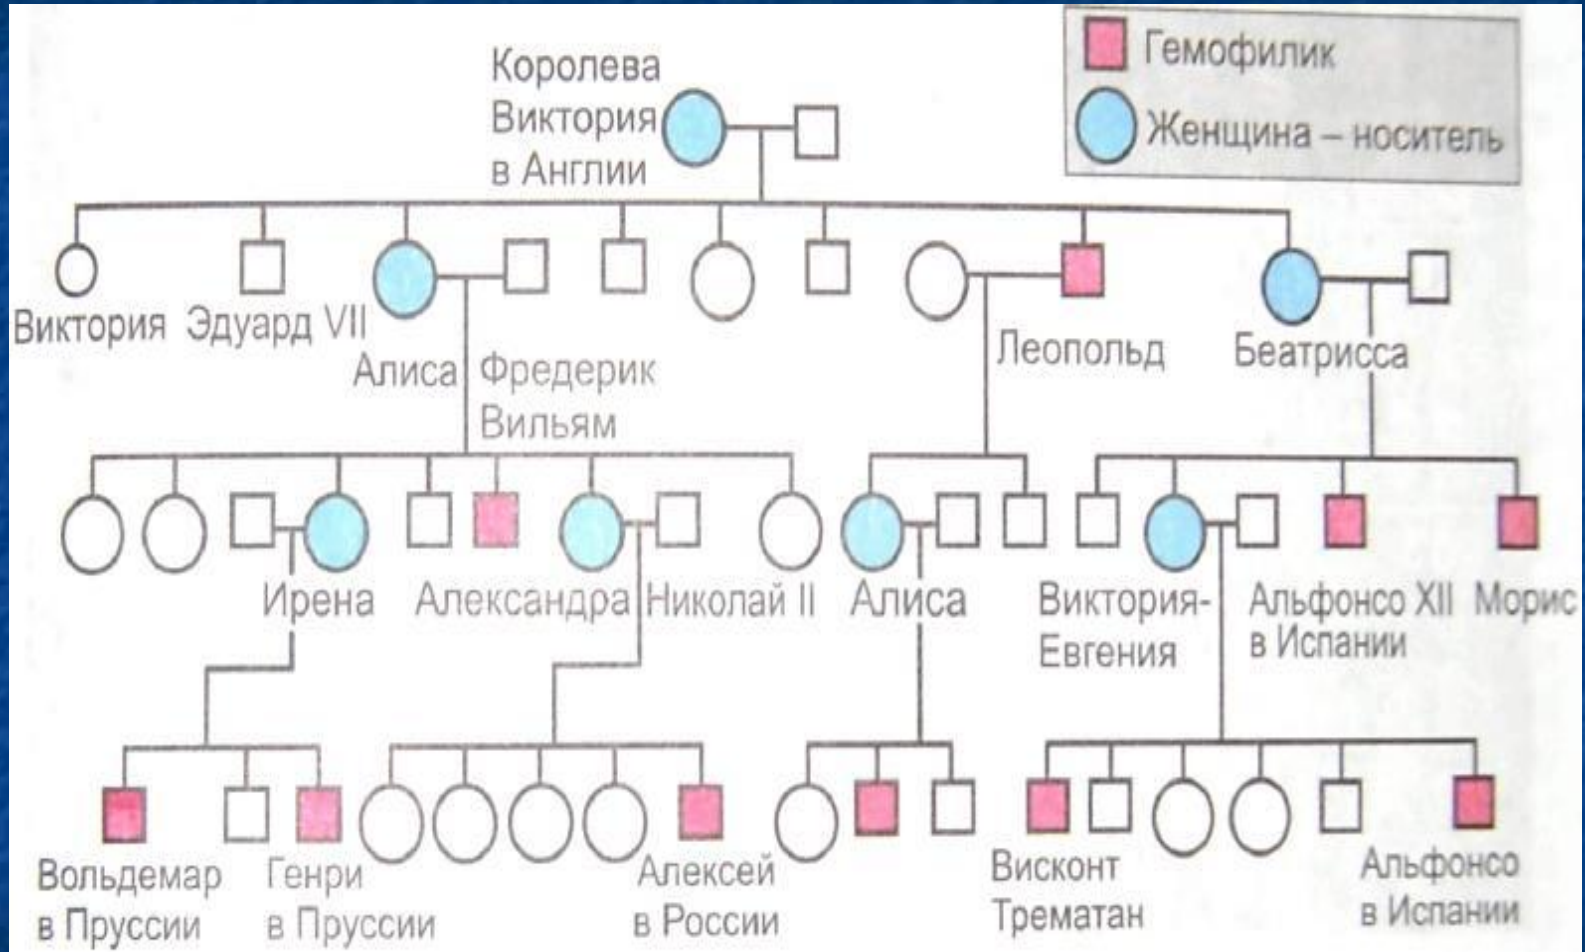 Гемофилик
Женщина – носитель
Королева
Виктория
в Англии
Виктория
Эдуард VII
Алиса
Фредерик
Вильям
Леопольд
Беатрисса
Ирена
Александра
Николай II
Алиса
Виктория-
Евгения
Альфонсо XII
в Испании
Морис
Вольдемар
в Пруссии
Генри
в Пруссии
Алексей
в России
Висконт
Трематан
Альфонсо
в Испании